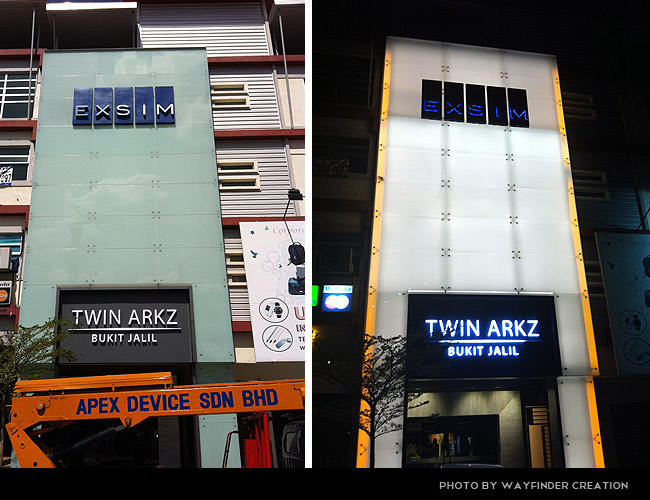 EXSIM
TWIN ARKZ
BUKIT JALIL
APEX DEVICE SDN BHD
EXSIM
TWIN ARKZ
BUKIT JALIL
PHOTO BY WAYFINDER CREATION